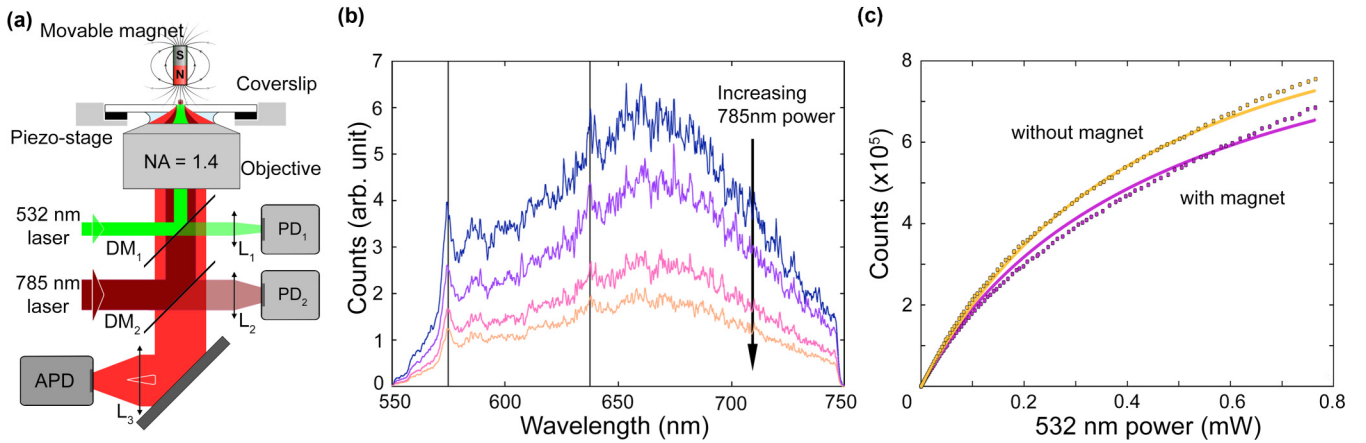 (a)
Movable magnet
S
N
Coverslip
Piezo-stage
NA = 1.4
Objective
532 nm
laser
DM1
L1
PD1
785 nm
laser
DM2
L2
PD2
APD
L3
(b)
Counts (arb. unit)
7
6
5
4
3
2
1
0
550
600
650
700
750
Wavelength (nm)
Increasing
785nm power
(c)
Counts (x10⁵)
8
6
4
2
0
0.2
0.4
0.6
0.8
532 nm power (mW)
without magnet
with magnet